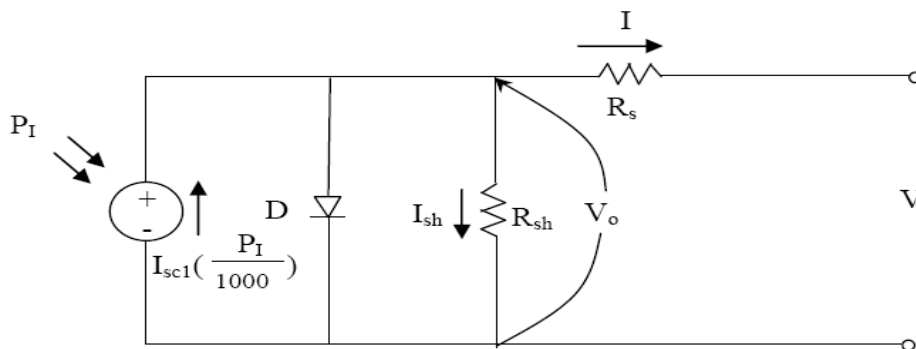 I
R_s
P_I
+
-
D
I_sh
R_sh
V_o
V
I_sc1(P_I/1000)